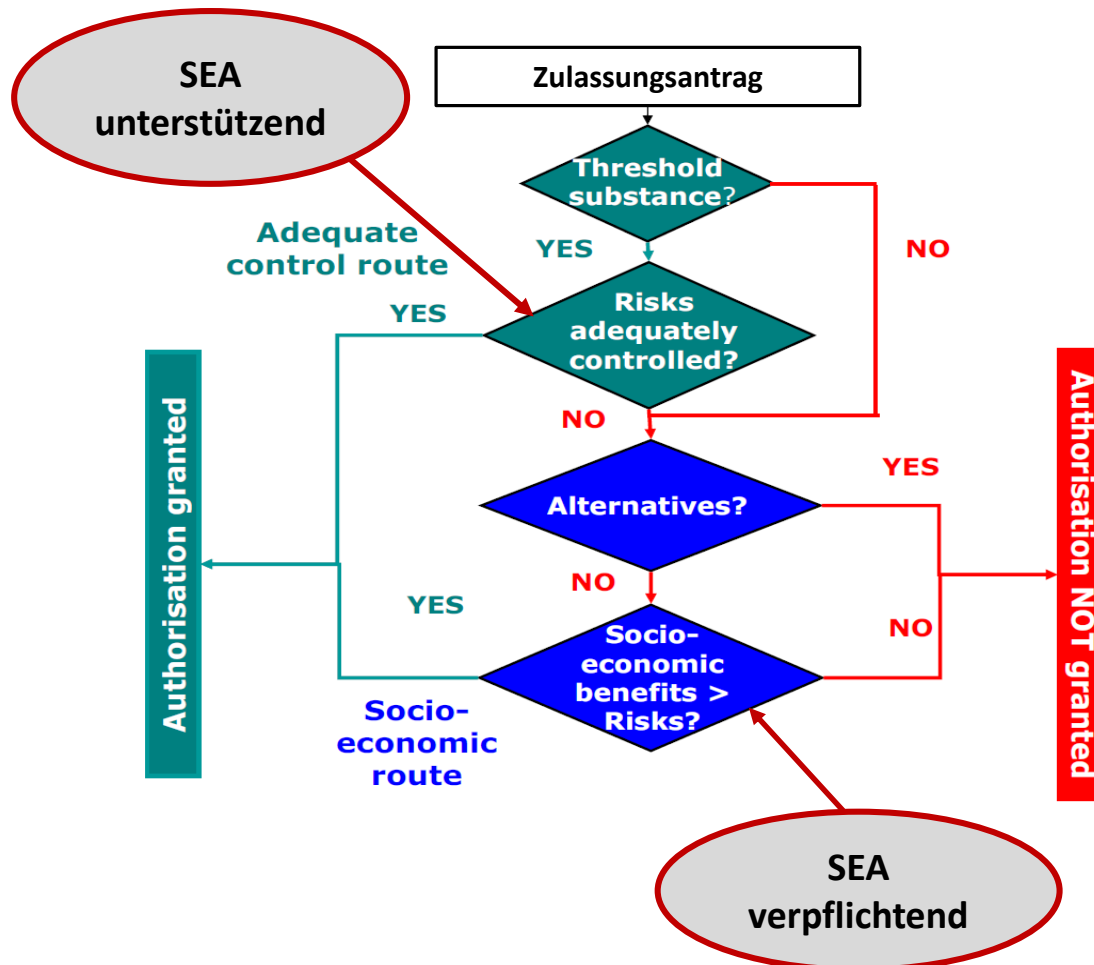 SEA
unterstützend
Zulassungsantrag
Threshold
substance?
Adequate
control route
YES
NO
YES
Risks
adequately
controlled?
NO
YES
Alternatives?
NO
YES
NO
Socio-
economic
benefits >
Risks?
Socio-
economic
route
Authorisation granted
Authorisation NOT granted
SEA
verpflichtend